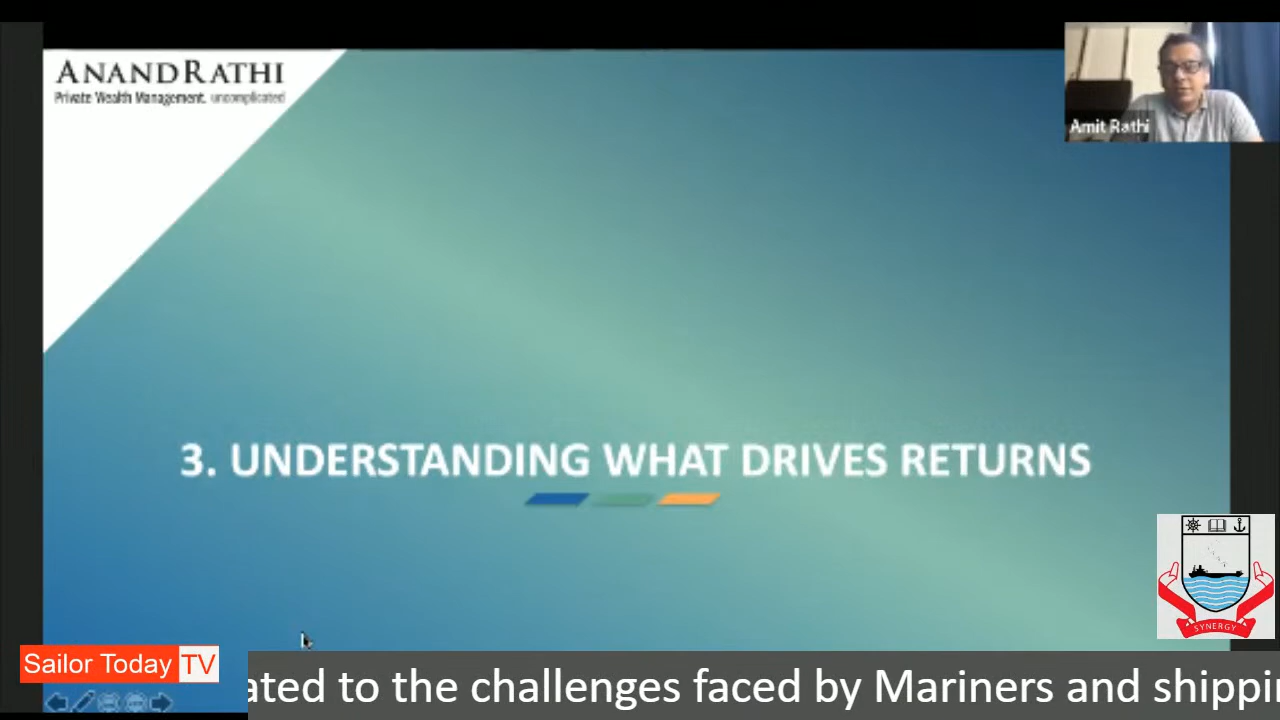 ANANDRATHI
Private Wealth Management. uncomplicated
Amit Rathi
3. UNDERSTANDING WHAT DRIVES RETURNS
SYNERGY
Sailor Today TV
ated to the challenges faced by Mariners and shippin